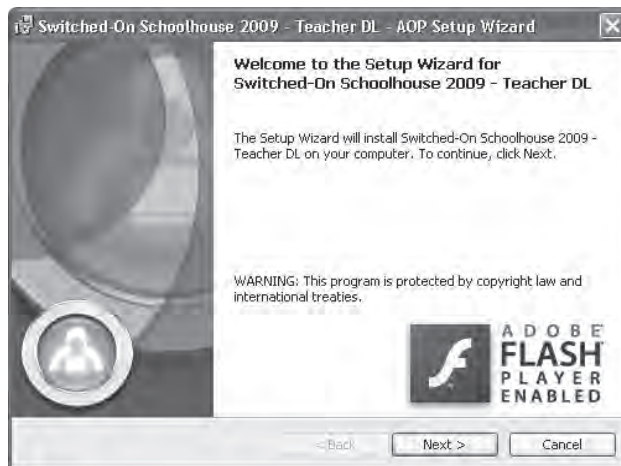 Switched-On Schoolhouse 2009 - Teacher DL - AOP Setup Wizard
Welcome to the Setup Wizard for
Switched-On Schoolhouse 2009 - Teacher DL
The Setup Wizard will install Switched-On Schoolhouse 2009 -
Teacher DL on your computer. To continue, click Next.
WARNING: This program is protected by copyright law and
international treaties.
ADOBE®
FLASH®
PLAYER
ENABLED
< Back
Next >
Cancel